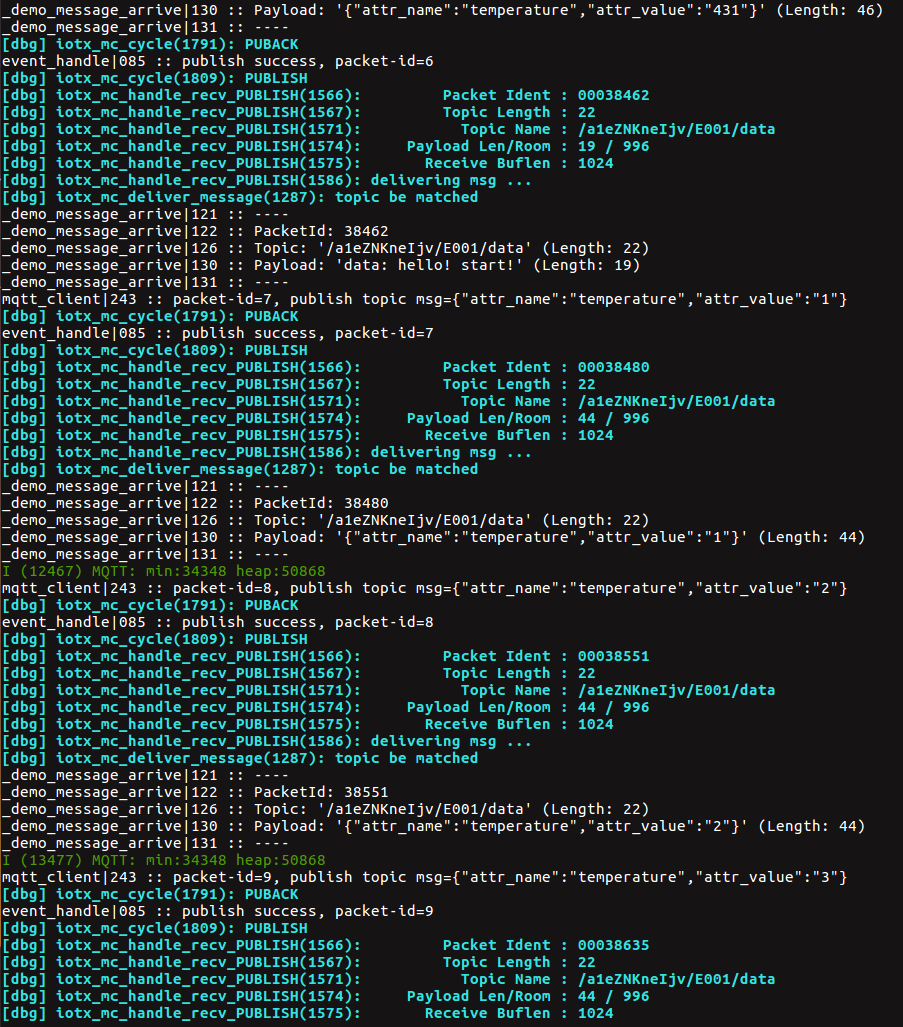 _demo_message_arrive|130 :: Payload: '{"attr_name":"temperature","attr_value":"431"}' (Length: 46)
_demo_message_arrive|131 :: ----
[dbg] iotx_mc_cycle(1791): PUBACK
event_handle|085 :: publish success, packet-id=6
[dbg] iotx_mc_cycle(1809): PUBLISH
[dbg] iotx_mc_handle_recv_PUBLISH(1566):         Packet Ident : 00038462
[dbg] iotx_mc_handle_recv_PUBLISH(1567):         Topic Length : 22
[dbg] iotx_mc_handle_recv_PUBLISH(1571):           Topic Name : /a1eZNKneIjv/E001/data
[dbg] iotx_mc_handle_recv_PUBLISH(1574):     Payload Len/Room : 19 / 996
[dbg] iotx_mc_handle_recv_PUBLISH(1575):       Receive Buflen : 1024
[dbg] iotx_mc_handle_recv_PUBLISH(1586): delivering msg ...
[dbg] iotx_mc_deliver_message(1287): topic be matched
_demo_message_arrive|121 :: ----
_demo_message_arrive|122 :: PacketId: 38462
_demo_message_arrive|126 :: Topic: '/a1eZNKneIjv/E001/data' (Length: 22)
_demo_message_arrive|130 :: Payload: 'data: hello! start!' (Length: 19)
_demo_message_arrive|131 :: ----
mqtt_client|243 :: packet-id=7, publish topic msg={"attr_name":"temperature","attr_value":"1"}
[dbg] iotx_mc_cycle(1791): PUBACK
event_handle|085 :: publish success, packet-id=7
[dbg] iotx_mc_cycle(1809): PUBLISH
[dbg] iotx_mc_handle_recv_PUBLISH(1566):         Packet Ident : 00038480
[dbg] iotx_mc_handle_recv_PUBLISH(1567):         Topic Length : 22
[dbg] iotx_mc_handle_recv_PUBLISH(1571):           Topic Name : /a1eZNKneIjv/E001/data
[dbg] iotx_mc_handle_recv_PUBLISH(1574):     Payload Len/Room : 44 / 996
[dbg] iotx_mc_handle_recv_PUBLISH(1575):       Receive Buflen : 1024
[dbg] iotx_mc_handle_recv_PUBLISH(1586): delivering msg ...
[dbg] iotx_mc_deliver_message(1287): topic be matched
_demo_message_arrive|121 :: ----
_demo_message_arrive|122 :: PacketId: 38480
_demo_message_arrive|126 :: Topic: '/a1eZNKneIjv/E001/data' (Length: 22)
_demo_message_arrive|130 :: Payload: '{"attr_name":"temperature","attr_value":"1"}' (Length: 44)
_demo_message_arrive|131 :: ----
I (12467) MQTT: min:34348 heap:50868
mqtt_client|243 :: packet-id=8, publish topic msg={"attr_name":"temperature","attr_value":"2"}
[dbg] iotx_mc_cycle(1791): PUBACK
event_handle|085 :: publish success, packet-id=8
[dbg] iotx_mc_cycle(1809): PUBLISH
[dbg] iotx_mc_handle_recv_PUBLISH(1566):         Packet Ident : 00038551
[dbg] iotx_mc_handle_recv_PUBLISH(1567):         Topic Length : 22
[dbg] iotx_mc_handle_recv_PUBLISH(1571):           Topic Name : /a1eZNKneIjv/E001/data
[dbg] iotx_mc_handle_recv_PUBLISH(1574):     Payload Len/Room : 44 / 996
[dbg] iotx_mc_handle_recv_PUBLISH(1575):       Receive Buflen : 1024
[dbg] iotx_mc_handle_recv_PUBLISH(1586): delivering msg ...
[dbg] iotx_mc_deliver_message(1287): topic be matched
_demo_message_arrive|121 :: ----
_demo_message_arrive|122 :: PacketId: 38551
_demo_message_arrive|126 :: Topic: '/a1eZNKneIjv/E001/data' (Length: 22)
_demo_message_arrive|130 :: Payload: '{"attr_name":"temperature","attr_value":"2"}' (Length: 44)
_demo_message_arrive|131 :: ----
I (13477) MQTT: min:34348 heap:50868
mqtt_client|243 :: packet-id=9, publish topic msg={"attr_name":"temperature","attr_value":"3"}
[dbg] iotx_mc_cycle(1791): PUBACK
event_handle|085 :: publish success, packet-id=9
[dbg] iotx_mc_cycle(1809): PUBLISH
[dbg] iotx_mc_handle_recv_PUBLISH(1566):         Packet Ident : 00038635
[dbg] iotx_mc_handle_recv_PUBLISH(1567):         Topic Length : 22
[dbg] iotx_mc_handle_recv_PUBLISH(1571):           Topic Name : /a1eZNKneIjv/E001/data
[dbg] iotx_mc_handle_recv_PUBLISH(1574):     Payload Len/Room : 44 / 996
[dbg] iotx_mc_handle_recv_PUBLISH(1575):       Receive Buflen : 1024